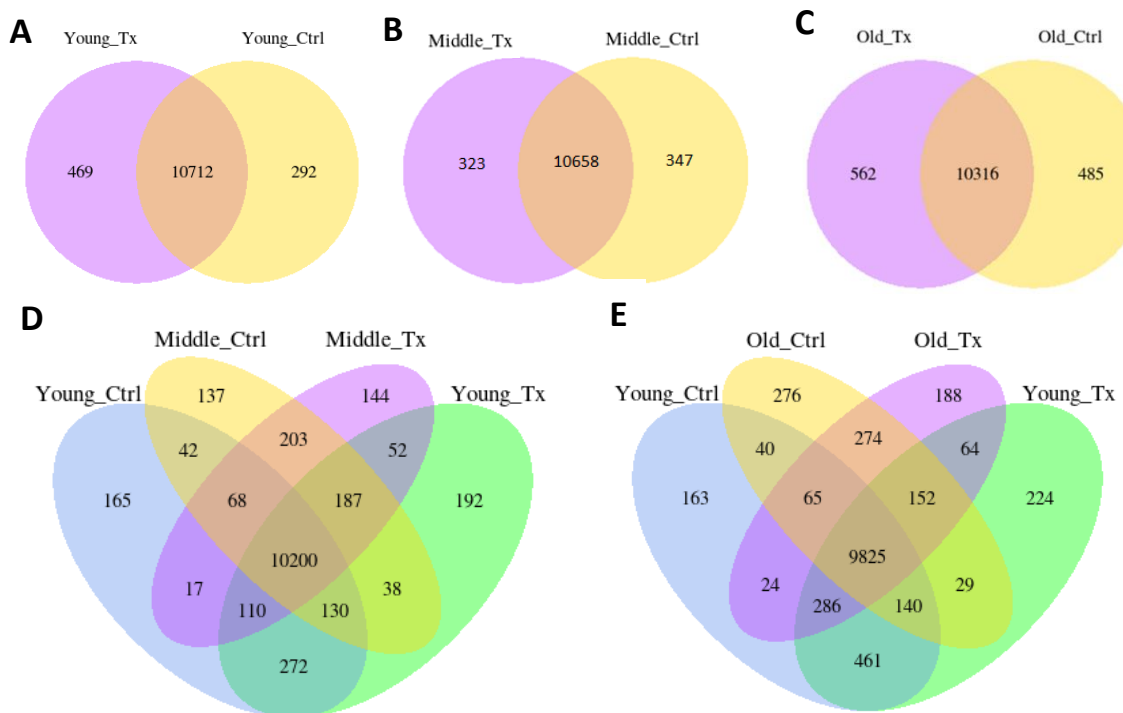 A
Young_Tx
Young_Ctrl
469
10712
292
B
Middle_Tx
Middle_Ctrl
323
10658
347
C
Old_Tx
Old_Ctrl
562
10316
485
D
Middle_Ctrl
Middle_Tx
Young_Ctrl
Young_Tx
137
144
42
203
52
165
68
187
192
10200
17
38
110
130
272
E
Old_Ctrl
Old_Tx
Young_Ctrl
Young_Tx
276
188
40
274
64
163
65
152
224
9825
24
29
286
140
461